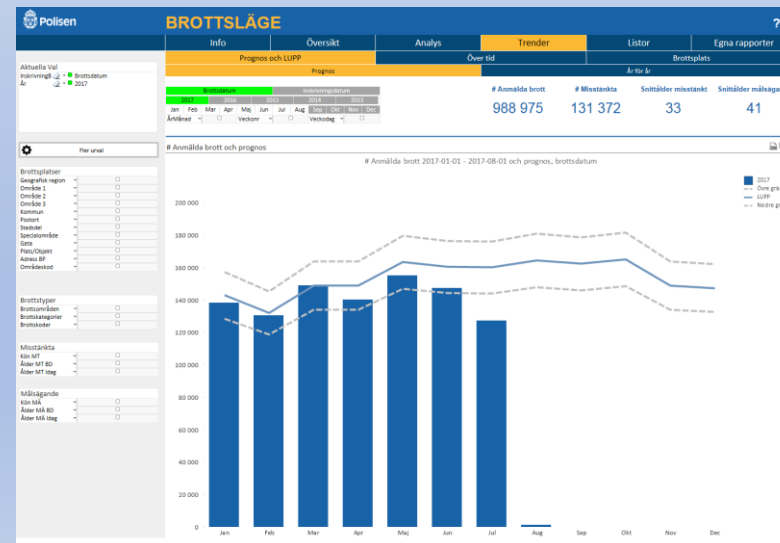 Polisen
BROTTSLÄGE
?
Info Översikt Analys Trender Listor Egna rapporter
Prognos och LUPP Över tid Brottsplats
Prognos År för år
Aktuella Val
InskrivningB Brottsdatum
År 2017
Brottsdatum Inskrivningsdatum
2017 2016 2015 2014 2013
Jan Feb Mar Apr Maj Jun Jul Aug Sep Okt Nov Dec
ÅrMånad Veckonr Veckodag
# Anmälda brott # Misstänkta Snittålder misstänkt Snittålder målsäga
988 975 131 372 33 41
Fler urval
# Anmälda brott och prognos
# Anmälda brott 2017-01-01 - 2017-08-01 och prognos, brottsdatum
Brottsplatser
Geografisk region
Område 1
Område 2
Område 3
Kommun
Postort
Stadsdel
Specialområde
Gata
Plats/Objekt
Adress BP
Områdeskod
Brottstyper
Brottsområden
Brottskategorier
Brottskoder
Misstänkta
Kön MT
Ålder MT BD
Ålder MT Idag
Målsägande
Kön MÅ
Ålder MÅ BD
Ålder MÅ Idag
2017
Övre grä
LUPP
Nedre gr
200 000
180 000
160 000
140 000
120 000
100 000
80 000
60 000
40 000
20 000
0
Jan Feb Mar Apr Maj Jun Jul Aug Sep Okt Nov Dec